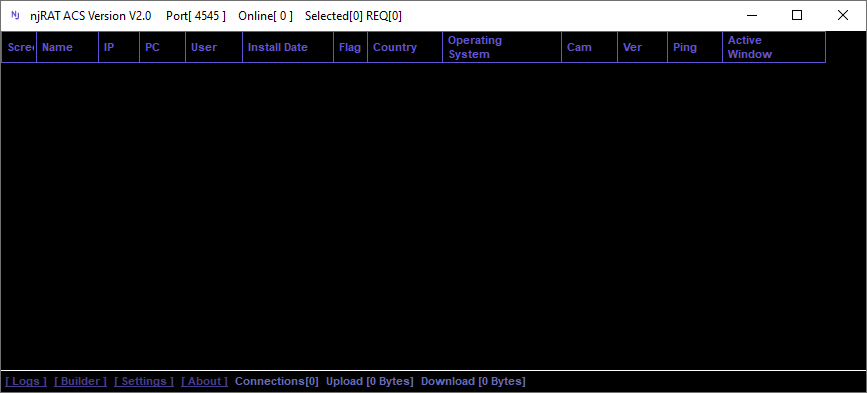 NJ njRAT ACS Version V2.0 Port[ 4545 ] Online[ 0 ] Selected[0] REQ[0]
Scree Name IP PC User Install Date Flag Country Operating System Cam Ver Ping Active Window
[ Logs ] [ Builder ] [ Settings ] [ About ] Connections[0] Upload [0 Bytes] Download [0 Bytes]